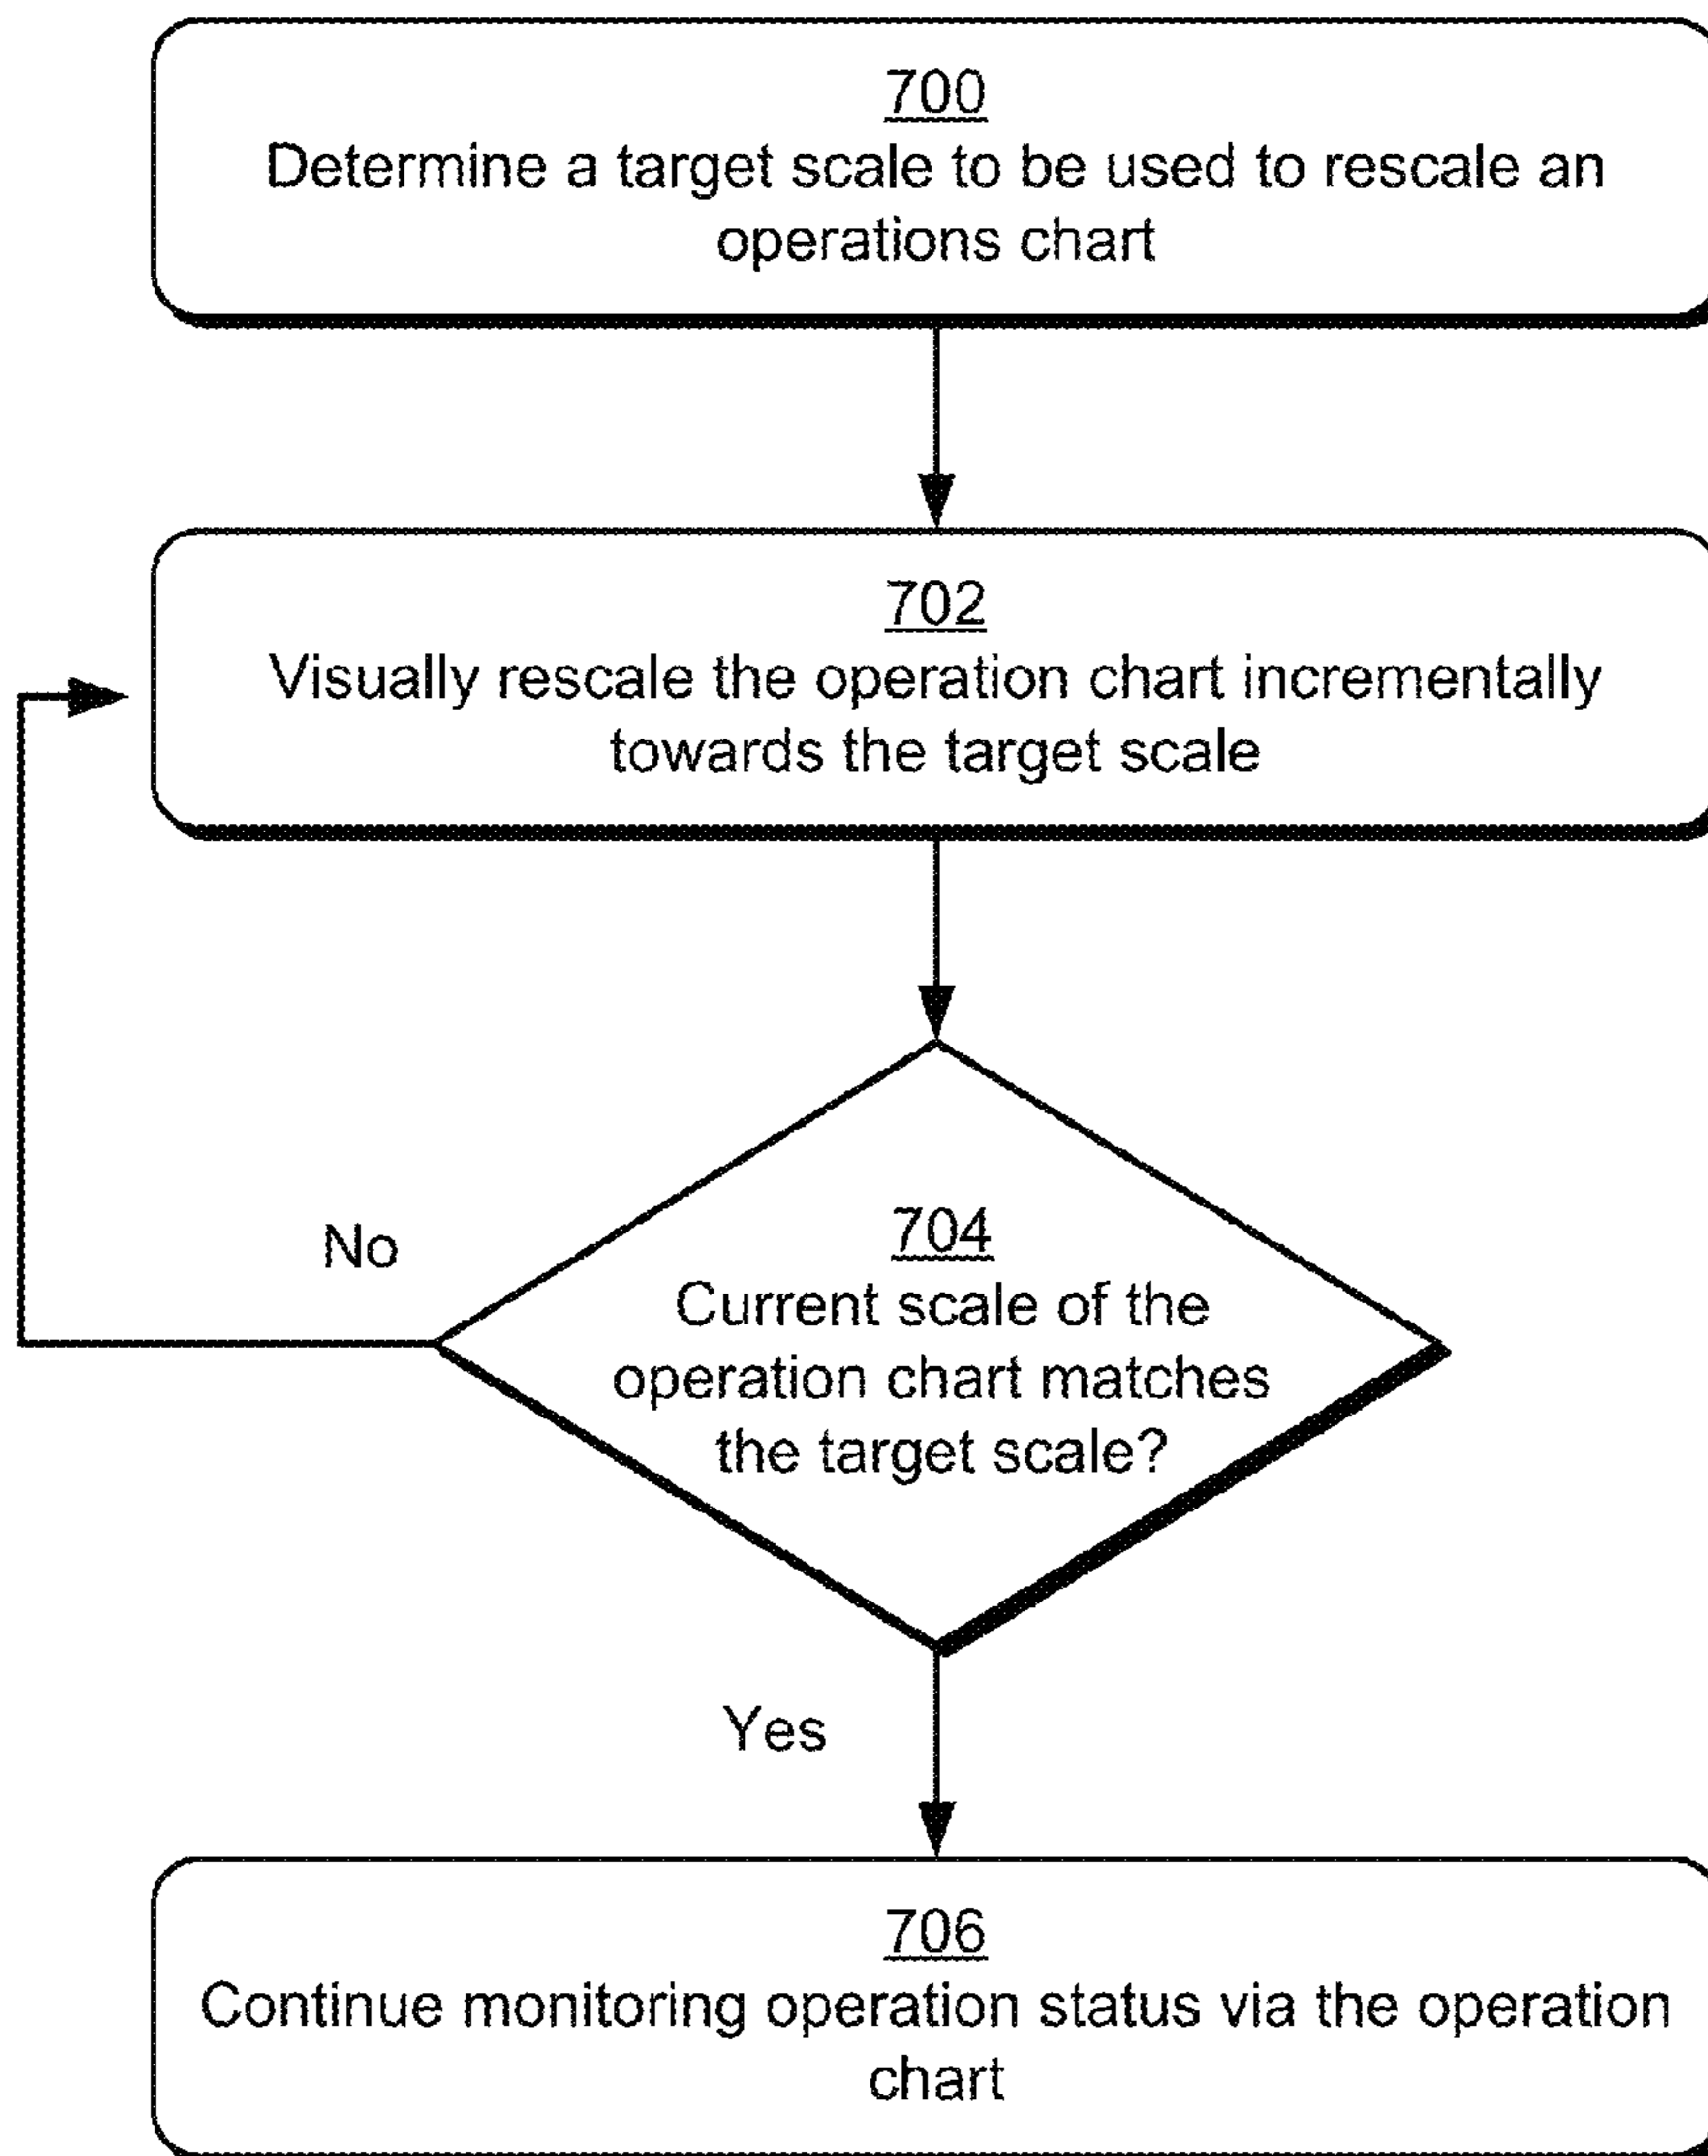 700
Determine a target scale to be used to rescale an
operations chart
702
Visually rescale the operation chart incrementally
towards the target scale
704
Current scale of the
operation chart matches
the target scale?
No
Yes
706
Continue monitoring operation status via the operation
chart